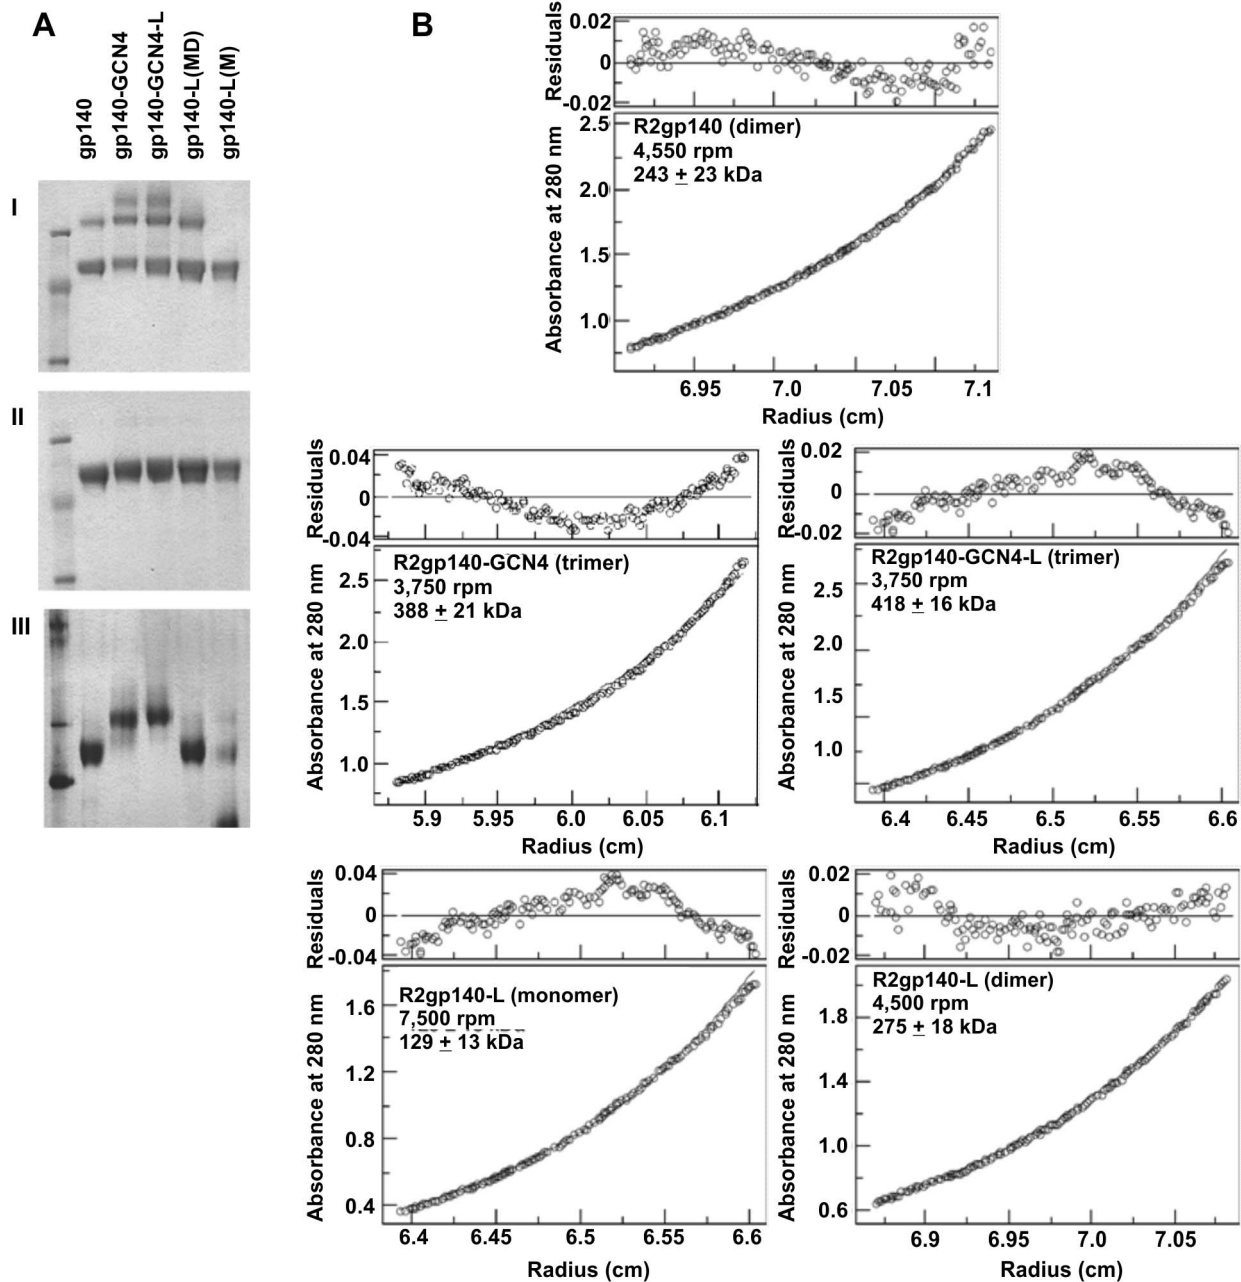 A
gp140
gp140-GCN4
gp140-GCN4-L
gp140-L(MD)
gp140-L(M)
I
II
III
B
Residuals
0.02
0
-0.02
Absorbance at 280 nm
2.5
2.0
1.5
1.0
R2gp140 (dimer)
4,550 rpm
243 ± 23 kDa
6.95 7.0 7.05 7.1
Radius (cm)
Residuals
0.04
0
-0.04
Absorbance at 280 nm
2.5
2.0
1.5
1.0
R2gp140-GCN4 (trimer)
3,750 rpm
388 ± 21 kDa
5.9 5.95 6.0 6.05 6.1
Radius (cm)
Residuals
0.02
0
-0.02
Absorbance at 280 nm
2.5
2.0
1.5
1.0
R2gp140-GCN4-L (trimer)
3,750 rpm
418 ± 16 kDa
6.4 6.45 6.5 6.55 6.6
Radius (cm)
Residuals
0.04
0
-0.04
Absorbance at 280 nm
1.6
1.2
0.8
0.4
R2gp140-L (monomer)
7,500 rpm
129 ± 13 kDa
6.4 6.45 6.5 6.55 6.6
Radius (cm)
Residuals
0.02
0
-0.02
Absorbance at 280 nm
1.8
1.4
1.0
0.6
R2gp140-L (dimer)
4,500 rpm
275 ± 18 kDa
6.9 6.95 7.0 7.05
Radius (cm)